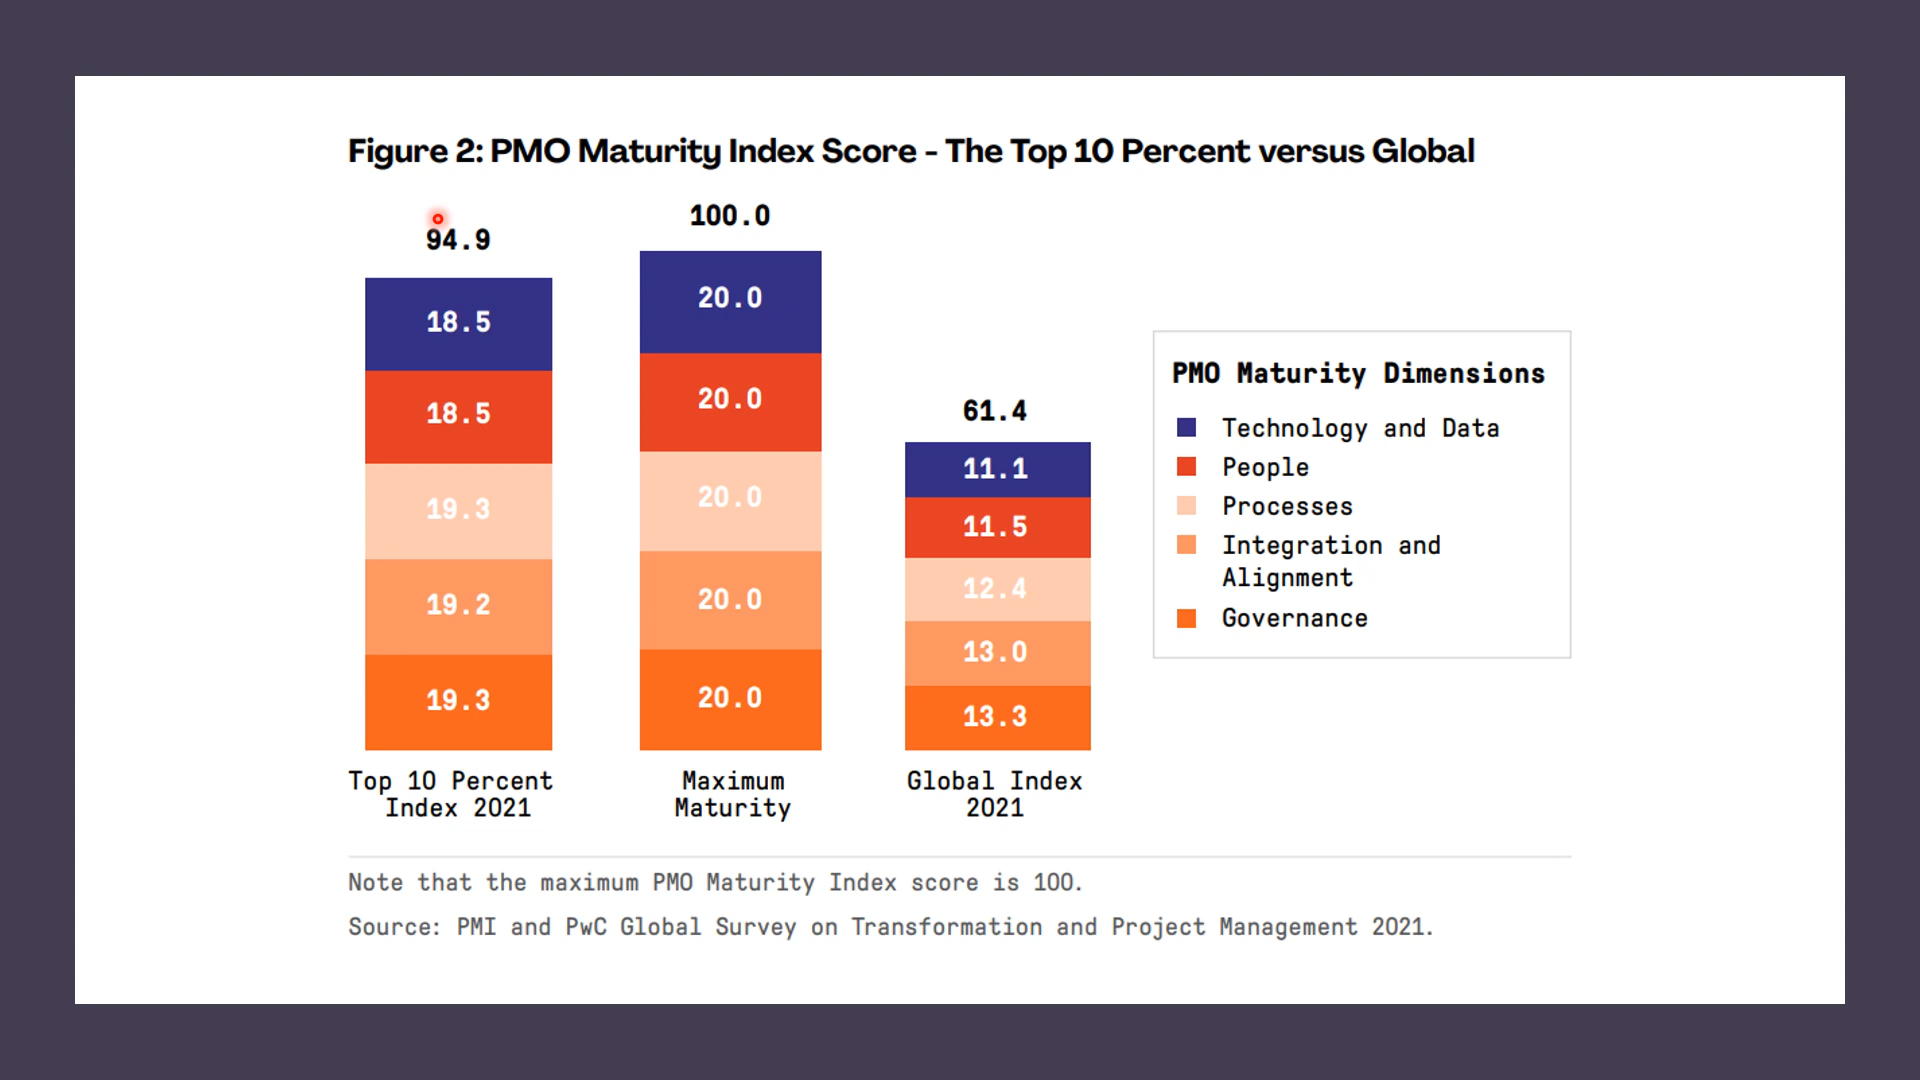 Figure 2: PMO Maturity Index Score - The Top 10 Percent versus Global
94.9
18.5
18.5
19.3
19.2
19.3
Top 10 Percent
Index 2021
100.0
20.0
20.0
20.0
20.0
20.0
Maximum
Maturity
61.4
11.1
11.5
12.4
13.0
13.3
Global Index
2021
PMO Maturity Dimensions
Technology and Data
People
Processes
Integration and
Alignment
Governance
Note that the maximum PMO Maturity Index score is 100.
Source: PMI and PwC Global Survey on Transformation and Project Management 2021.